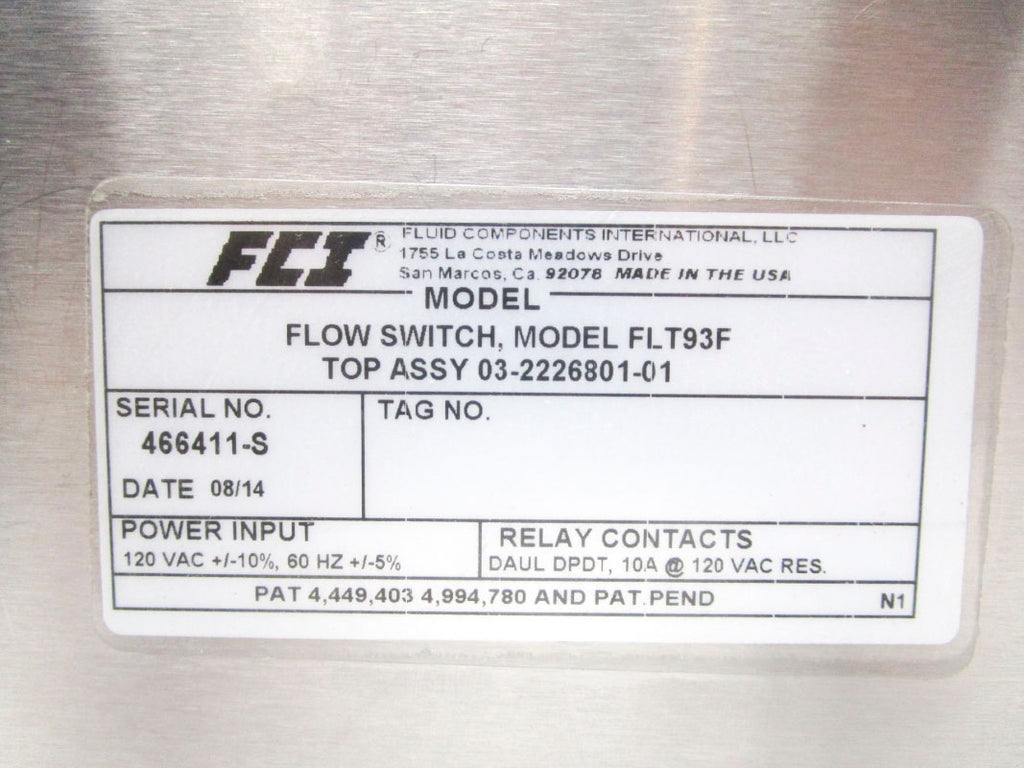 FCI ® FLUID COMPONENTS INTERNATIONAL, LLC
1755 La Costa Meadows Drive
San Marcos, Ca. 92078 MADE IN THE USA
MODEL
FLOW SWITCH, MODEL FLT93F
TOP ASSY 03-2226801-01
SERIAL NO.
466411-S
DATE 08/14
TAG NO.
POWER INPUT
120 VAC +/-10%, 60 HZ +/-5%
RELAY CONTACTS
DAUL DPDT, 10A @ 120 VAC RES.
PAT 4,449,403 4,994,780 AND PAT.PEND
N1